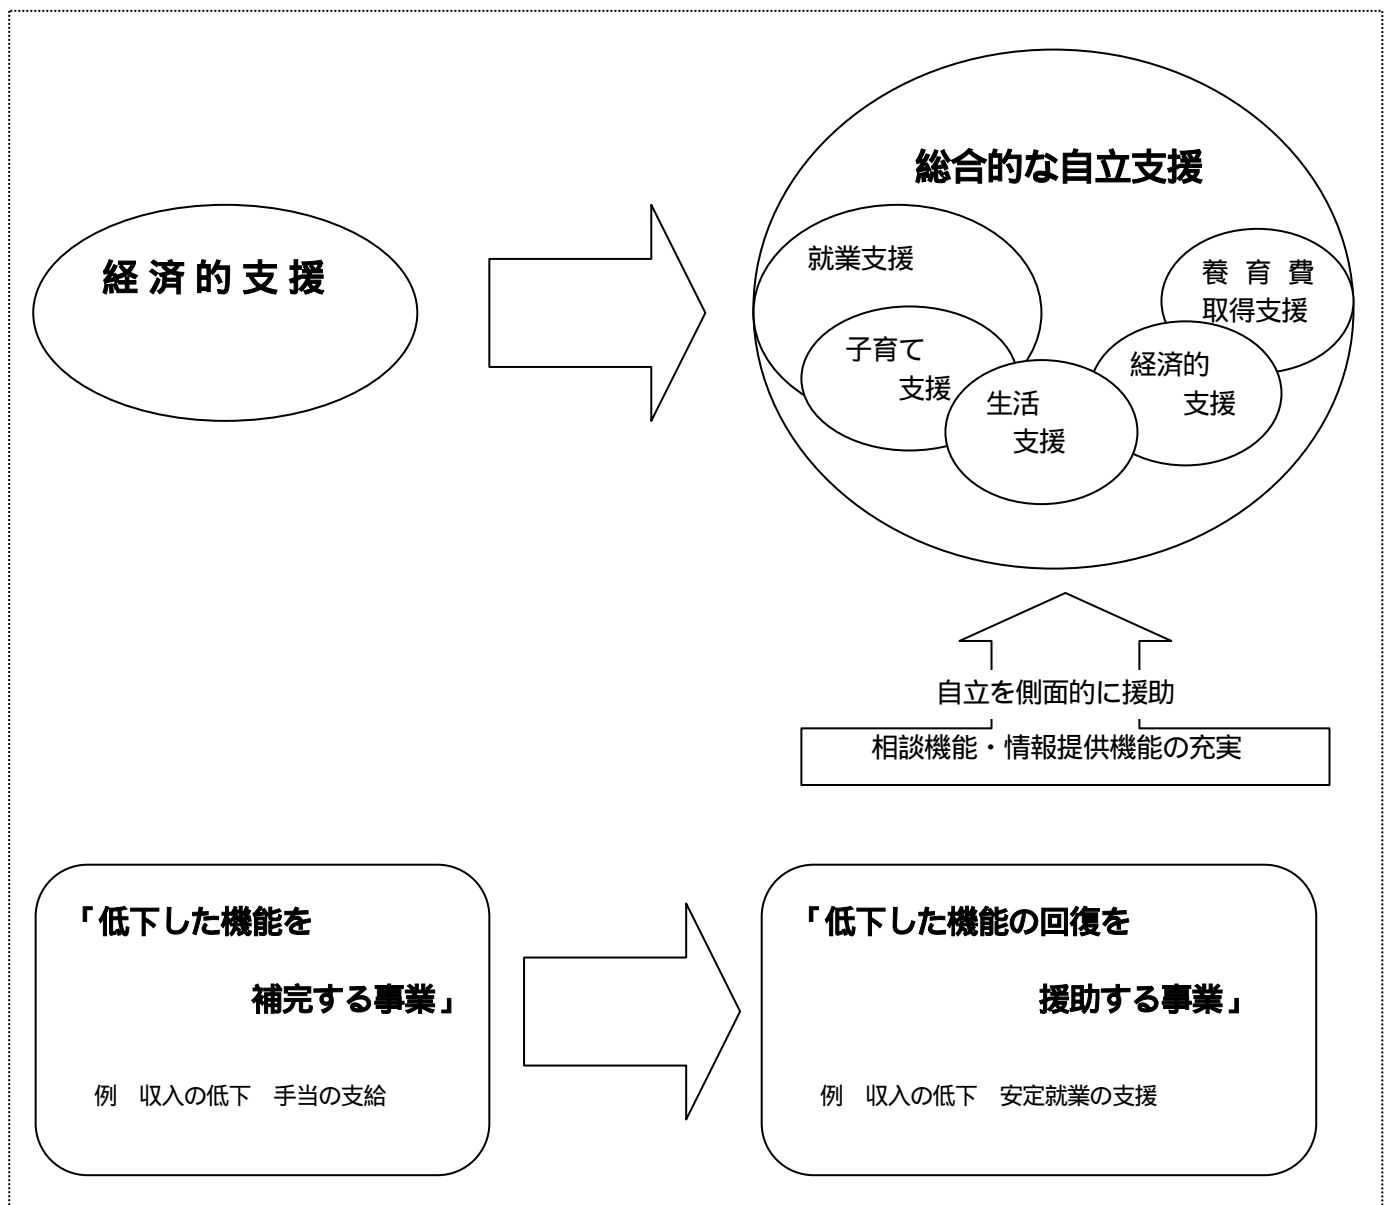 総合的な自立支援
経済的支援
就業支援
養育費
取得支援
子育て
支援
経済的
支援
生活
支援
自立を側面的に援助
相談機能・情報提供機能の充実
「低下した機能を
補完する事業」
例　収入の低下　手当の支給
「低下した機能の回復を
援助する事業」
例　収入の低下　安定就業の支援